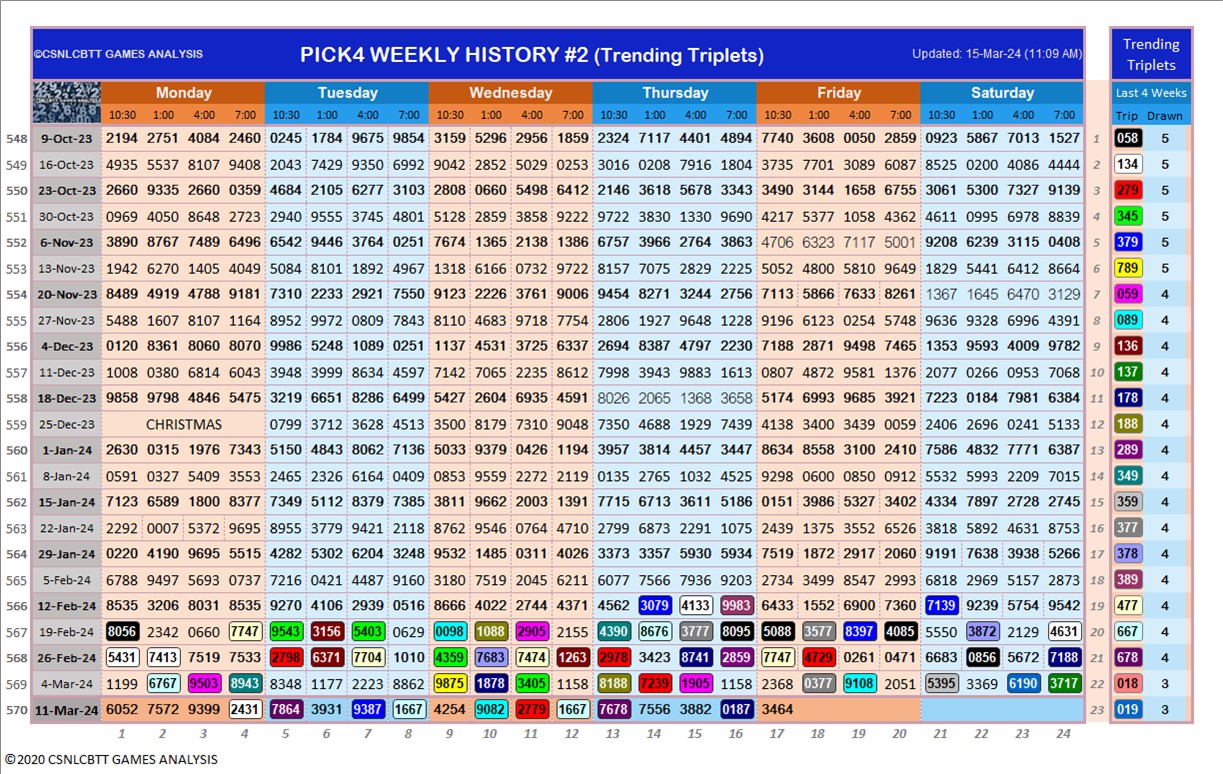 ©CSNLCBTT GAMES ANALYSIS PICK4 WEEKLY HISTORY #2 (Trending Triplets) Updated: 15-Mar-24 (11:09 AM) Trending
Triplets
Monday Tuesday Wednesday Thursday Friday Saturday Last 4 Weeks
10:30 1:00 4:00 7:00 10:30 1:00 4:00 7:00 10:30 1:00 4:00 7:00 10:30 1:00 4:00 7:00 10:30 1:00 4:00 7:00 10:30 1:00 4:00 7:00 Trip Drawn
548 9-Oct-23 2194 2751 4084 2460 0245 1784 9675 9854 3159 5296 2956 1859 2324 7117 4401 4894 7740 3608 0050 2859 0923 5867 7013 1527 1 058 5
549 16-Oct-23 4935 5537 8107 9408 2043 7429 9350 6992 9042 2852 5029 0253 3016 0208 7916 1804 3735 7701 3089 6087 8525 0200 4086 4444 2 134 5
550 23-Oct-23 2660 9335 2660 0359 4684 2105 6277 3103 2808 0660 5498 6412 2146 3618 5678 3343 3490 3144 1658 6755 3061 5300 7327 9139 3 279 5
551 30-Oct-23 0969 4050 8648 2723 2940 9555 3745 4801 5128 2859 3858 9222 9722 3830 1330 9690 4217 5377 1058 4362 4611 0995 6978 8839 4 345 5
552 6-Nov-23 3890 8767 7489 6496 6542 9446 3764 0251 7674 1365 2138 1386 6757 3966 2764 3863 4706 6323 7117 5001 9208 6239 3115 0408 5 379 5
553 13-Nov-23 1942 6270 1405 4049 5084 8101 1892 4967 1318 6166 0732 9722 8157 7075 2829 2225 5052 4800 5810 9649 1829 5441 6412 8664 6 789 5
554 20-Nov-23 8489 4919 4788 9181 7310 2233 2921 7550 9123 2226 3761 9006 9454 8271 3244 2756 7113 5866 7633 8261 1367 1645 6470 3129 7 059 4
555 27-Nov-23 5488 1607 8107 1164 8952 9972 0809 7843 8110 4683 9718 7754 2806 1927 9648 1228 9196 6123 0254 5748 9636 9328 6996 4391 8 089 4
556 4-Dec-23 0120 8361 8060 8070 9986 5248 1089 0251 1137 4531 3725 6337 2694 8387 4797 2230 7188 2871 9498 7465 1353 9593 4009 9782 9 136 4
557 11-Dec-23 1008 0380 6814 6043 3948 3999 8634 4597 7142 7065 2235 8612 7998 3943 9883 1613 0807 4872 9581 1376 2077 0266 0953 7068 10 137 4
558 18-Dec-23 9858 9798 4846 5475 3219 6651 8286 6499 5427 2604 6935 4591 8026 2065 1368 3658 5174 6993 9685 3921 7223 0184 7981 6384 11 178 4
559 25-Dec-23 CHRISTMAS 0799 3712 3628 4513 3500 8179 7310 9048 7350 4688 1929 7439 4138 3400 3439 0059 2406 2696 0241 5133 12 188 4
560 1-Jan-24 2630 0315 1976 7343 5150 4843 8062 7136 5033 9379 0426 1194 3957 3814 4457 3447 8634 8558 3100 2410 7586 4832 7771 6387 13 289 4
561 8-Jan-24 0591 0327 5409 3553 2465 2326 6164 0405 0853 9559 2272 2119 0135 2765 1049 4525 9298 0600 0850 0912 5532 5993 2209 7015 14 349 4
562 15-Jan-24 7123 6589 1800 8377 7349 5112 8379 7385 3811 9662 2003 1391 7715 6713 3611 5186 0151 3986 5327 3402 4334 7897 2728 2745 15 359 4
563 22-Jan-24 2292 0007 5372 9695 8955 3779 9421 2118 8762 9546 0764 4710 2799 6873 2291 1075 2439 1375 3552 6526 3818 5892 4631 8753 16 377 4
564 29-Jan-24 0220 4190 9695 5515 4282 5302 6204 3248 9532 1485 0311 4026 3373 3357 5930 5934 7519 1872 2917 2060 9191 7638 3938 5266 17 378 4
565 5-Feb-24 6788 9497 5693 0737 7216 0421 4487 9160 3180 7519 2045 6211 6077 7566 7936 9203 2734 3499 8547 2993 6818 2969 5157 2873 18 389 4
566 12-Feb-24 8535 3206 8031 8535 9270 4106 2939 0516 8666 4022 2744 4371 4562 3079 4133 9983 6433 1552 6900 7360 7139 9239 5754 9542 19 477 4
567 19-Feb-24 8056 2342 0660 7747 9543 3156 5403 0629 0098 1088 2905 2155 4390 8676 3777 8095 5088 3577 8397 4085 5550 3872 2129 4631 20 667 4
568 26-Feb-24 5431 7413 7519 7533 2798 6371 7704 1010 4359 7683 7474 1263 2978 3423 8741 2859 7747 4729 0261 0471 6683 0856 5672 7188 21 678 4
569 4-Mar-24 1199 6767 9503 8943 8348 1177 2223 8862 9875 1878 3405 1158 8188 7239 1905 1158 2368 0377 9108 2051 5395 3369 6190 3717 22 018 3
570 11-Mar-24 6052 7572 9399 2431 7864 3931 9387 1667 4254 9082 2779 1667 7678 7556 3882 0187 3464 23 019 3
1 2 3 4 5 6 7 8 9 10 11 12 13 14 15 16 17 18 19 20 21 22 23 24
©2020 CSNLCBTT GAMES ANALYSIS